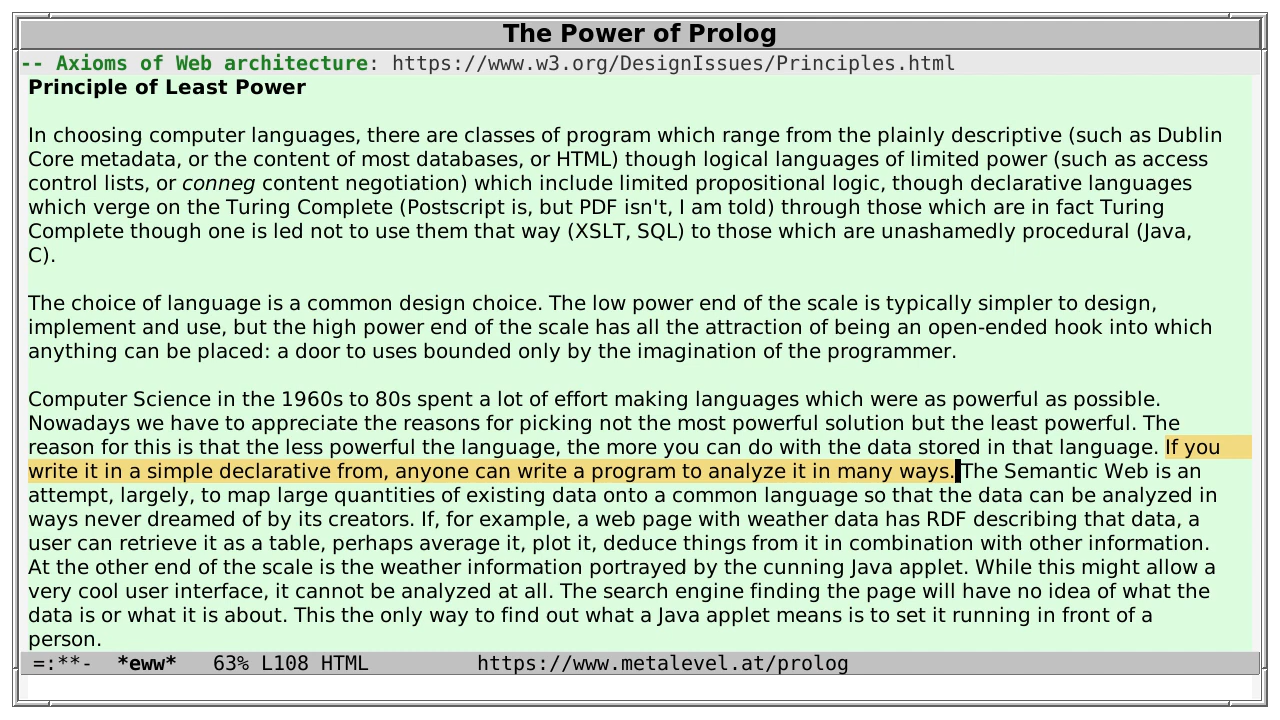 The Power of Prolog
-- Axioms of Web architecture: https://www.w3.org/DesignIssues/Principles.html
Principle of Least Power
In choosing computer languages, there are classes of program which range from the plainly descriptive (such as Dublin
Core metadata, or the content of most databases, or HTML) though logical languages of limited power (such as access
control lists, or conneg content negotiation) which include limited propositional logic, though declarative languages
which verge on the Turing Complete (Postscript is, but PDF isn't, I am told) through those which are in fact Turing
Complete though one is led not to use them that way (XSLT, SQL) to those which are unashamedly procedural (Java,
C).
The choice of language is a common design choice. The low power end of the scale is typically simpler to design,
implement and use, but the high power end of the scale has all the attraction of being an open-ended hook into which
anything can be placed: a door to uses bounded only by the imagination of the programmer.
Computer Science in the 1960s to 80s spent a lot of effort making languages which were as powerful as possible.
Nowadays we have to appreciate the reasons for picking not the most powerful solution but the least powerful. The
reason for this is that the less powerful the language, the more you can do with the data stored in that language. If you
write it in a simple declarative from, anyone can write a program to analyze it in many ways. The Semantic Web is an
attempt, largely, to map large quantities of existing data onto a common language so that the data can be analyzed in
ways never dreamed of by its creators. If, for example, a web page with weather data has RDF describing that data, a
user can retrieve it as a table, perhaps average it, plot it, deduce things from it in combination with other information.
At the other end of the scale is the weather information portrayed by the cunning Java applet. While this might allow a
very cool user interface, it cannot be analyzed at all. The search engine finding the page will have no idea of what the
data is or what it is about. This the only way to find out what a Java applet means is to set it running in front of a
person.
=:**-  *eww*   63% L108 HTML         https://www.metalevel.at/prolog